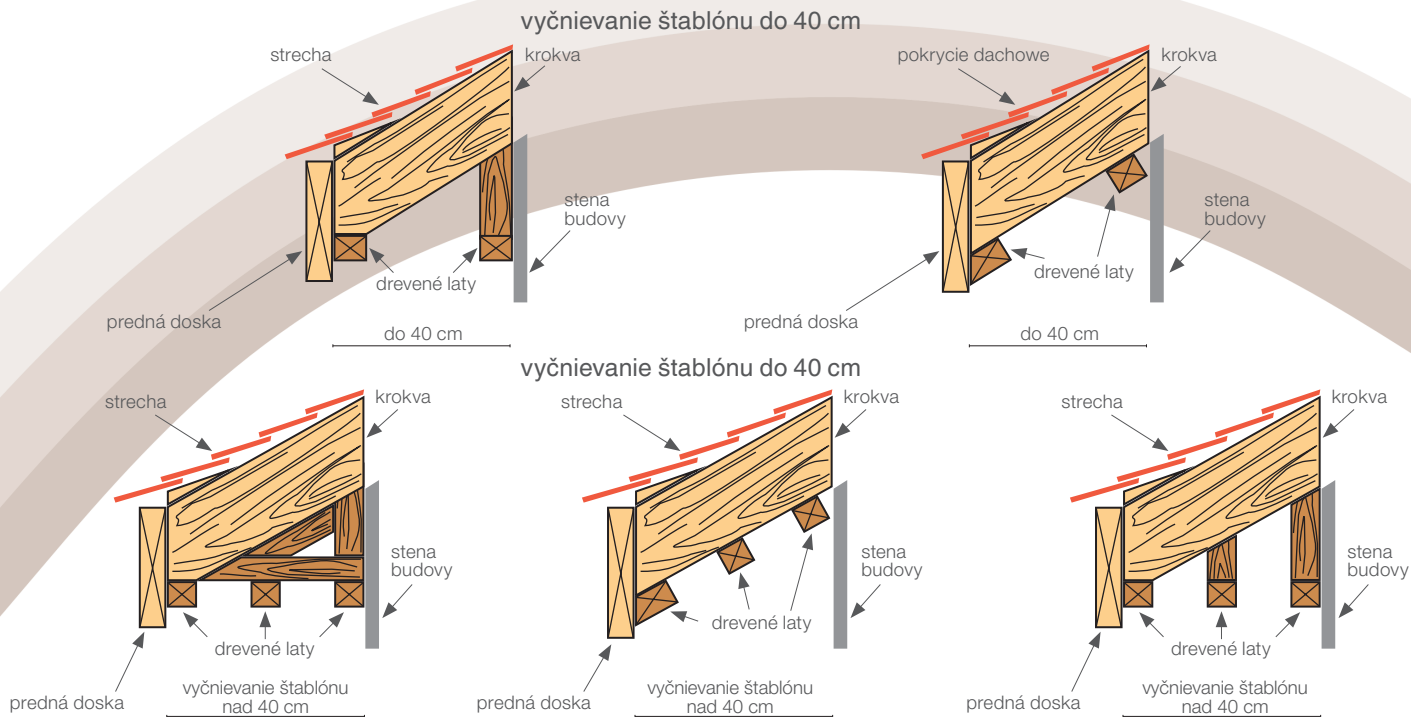 vyčnievanie štablónu do 40 cm
strecha
krokva
stena
budovy
drevené laty
predná doska
do 40 cm
pokrycie dachowe
krokva
stena
budovy
drevené laty
predná doska
do 40 cm
vyčnievanie štablónu do 40 cm
strecha
krokva
stena
budovy
drevené laty
predná doska
vyčnievanie štablónu
nad 40 cm
strecha
krokva
drevené laty
stena
budovy
predná doska
vyčnievanie štablónu
nad 40 cm
strecha
krokva
stena
budovy
drevené laty
predná doska
vyčnievanie štablónu
nad 40 cm